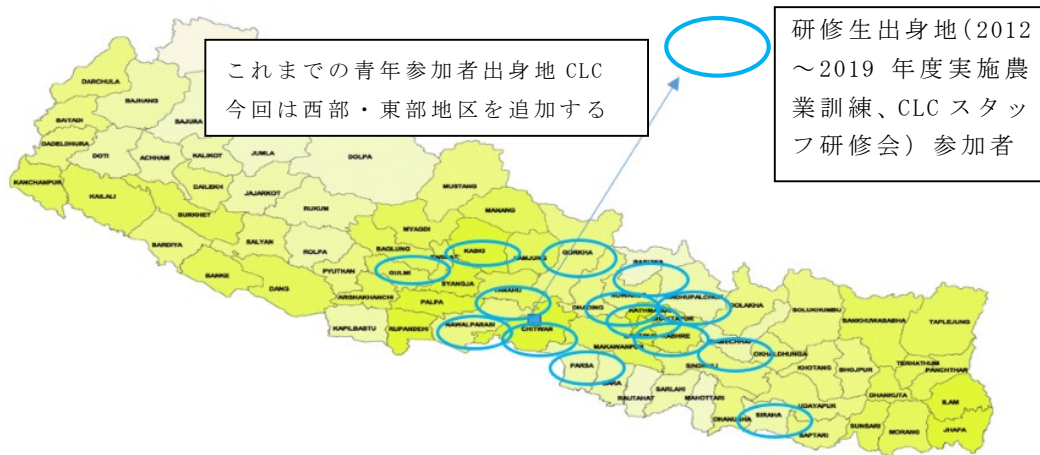 これまでの青年参加者出身地 CLC
今回は西部・東部地区を追加する
研修生出身地(2012
～2019 年度実施農
業訓練、CLC スタッ
フ研修会) 参加者
DARCHULA
BAJHANG
BAITADI
BAJURA
DADELDHURA
DOTI
ACHHAM
KALIKOT
JUMLA
DOLPA
KANCHANPUR
KAILALI
DAILEKH
JAJARKOT
MUSTANG
SURKHET
RUKUM
MANANG
BARDIYA
SALYAN
ROLPA
MYAGDI
BAGLUNG
KASKI
GORKHA
BANKE
DANG
PYUTHAN
GULMI
SYANGJA
ARGHAKHANCHI
PALPA
DHADING
DOLAKHA
SOLUKHUMBU
SANKHUWASABHA
TAPLEJUNG
KAPILBASTU
RUPANDEHI
NAWALPARASI
CHITWAN
MAKAWANPUR
SINDHULI
OKHALDHUNGA
KHOTANG
BHOJPUR
TERHATHUM
PANCHTHAR
PARSA
BARA
RAUTAHAT
SARLAHI
MAHOTTARI
DHANUSHA
SIRAHA
UDAYAPUR
DHANKUTA
ILAM
SAPTARI
SUNSARI
MORANG
JHAPA